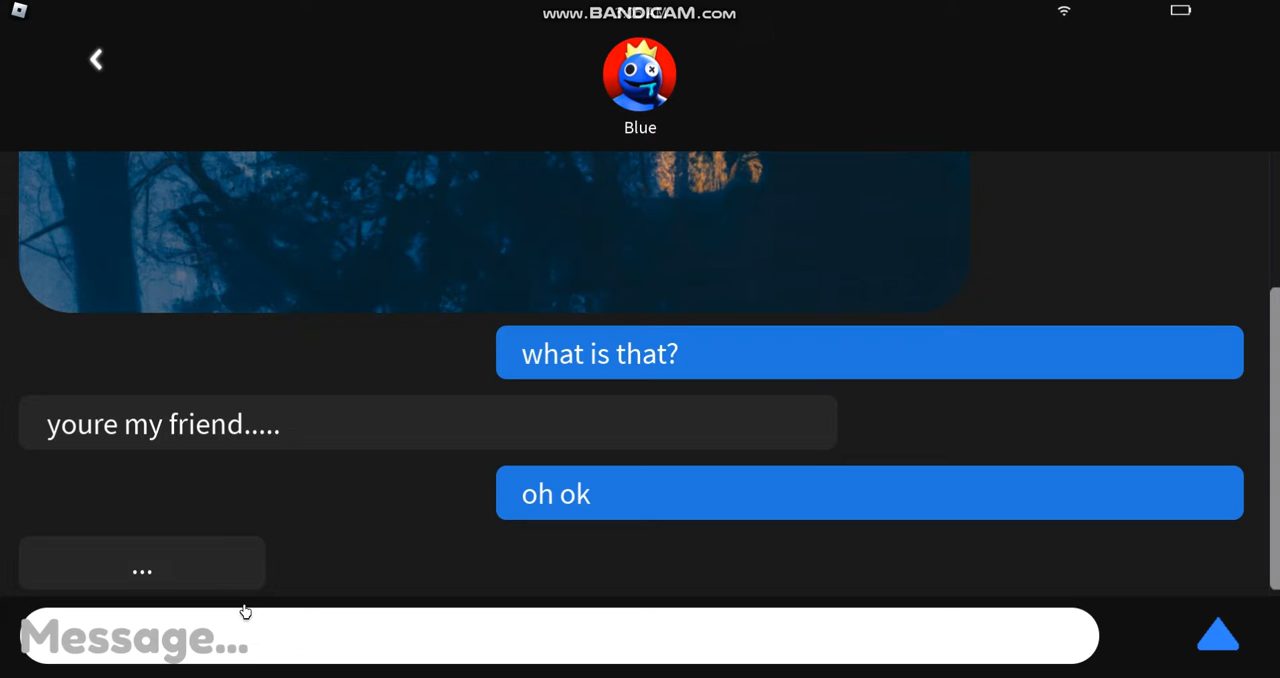 www.BANDICAM.com
Blue
what is that?
youre my friend.....
oh ok
...
Message...